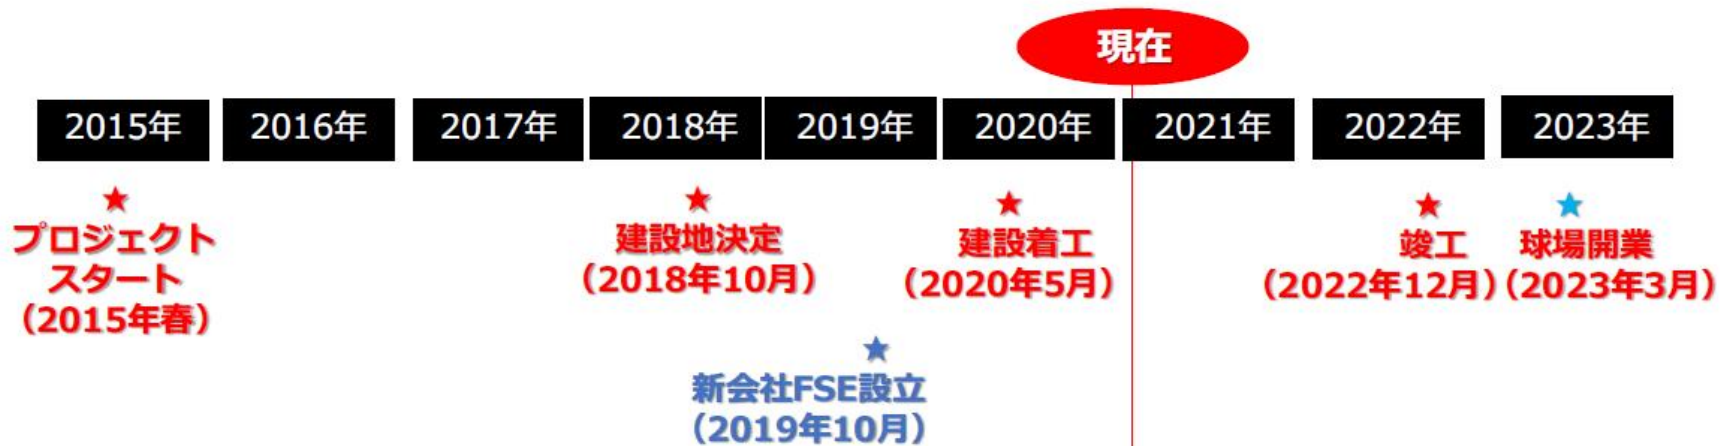 現在
2015年
2016年
2017年
2018年
2019年
2020年
2021年
2022年
2023年
★
プロジェクト
スタート
（2015年春）
★
建設地決定
（2018年10月）
★
新会社FSE設立
（2019年10月）
★
建設着工
（2020年5月）
★
竣工
（2022年12月）
★
球場開業
（2023年3月）